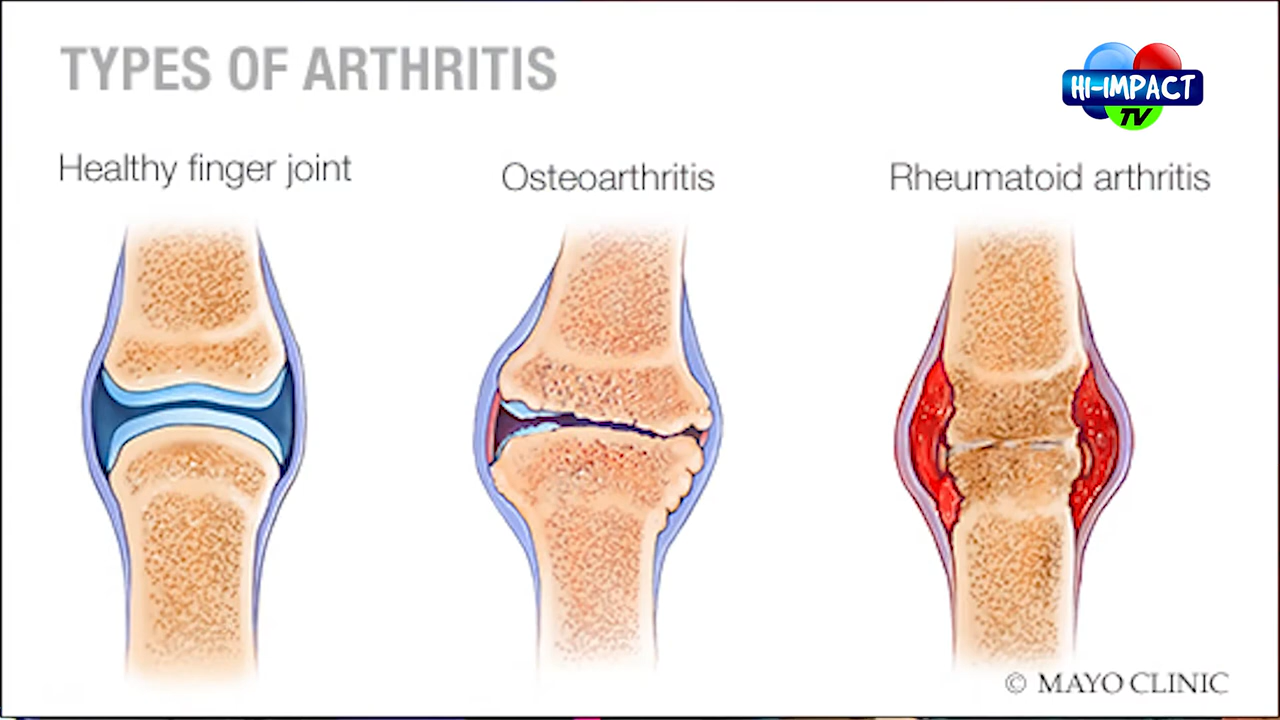 TYPES OF ARTHRITIS
HI-IMPACT
TV
Healthy finger joint
Osteoarthritis
Rheumatoid arthritis
© MAYO CLINIC